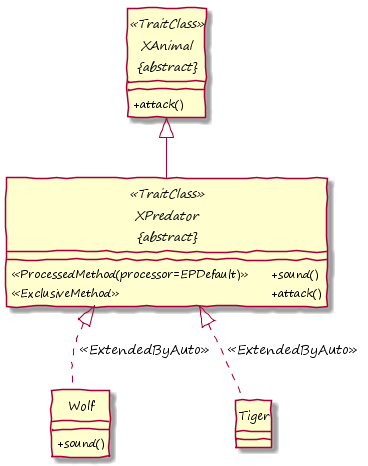 «TraitClass»
XAnimal
{abstract}
+attack()
«TraitClass»
XPredator
{abstract}
«ProcessedMethod(processor=EPDefault)» +sound()
«ExclusiveMethod» +attack()
«ExtendedByAuto» «ExtendedByAuto»
Wolf
+sound()
Tiger